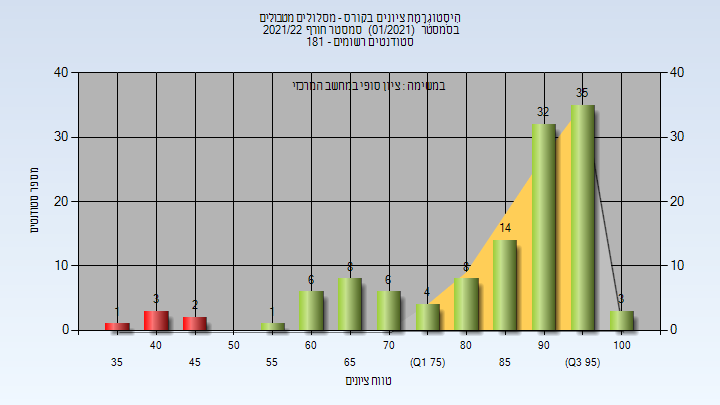 היסטוגרמת ציונים בקורס - מסלולים מטבולים
בסמסטר (01/2021) סמסטר חורף 2021/22
סטודנטים רשומים - 181
במשימה : ציון סופי במחשב המרכזי
מספר סטודנטים
40 40
30 30
20 20
10 10
0 0
1 3 2 1 6 8 6 4 8 14 32 35 3
35 40 45 50 55 60 65 70 (Q1 75) 80 85 90 (Q3 95) 100
טווח ציונים